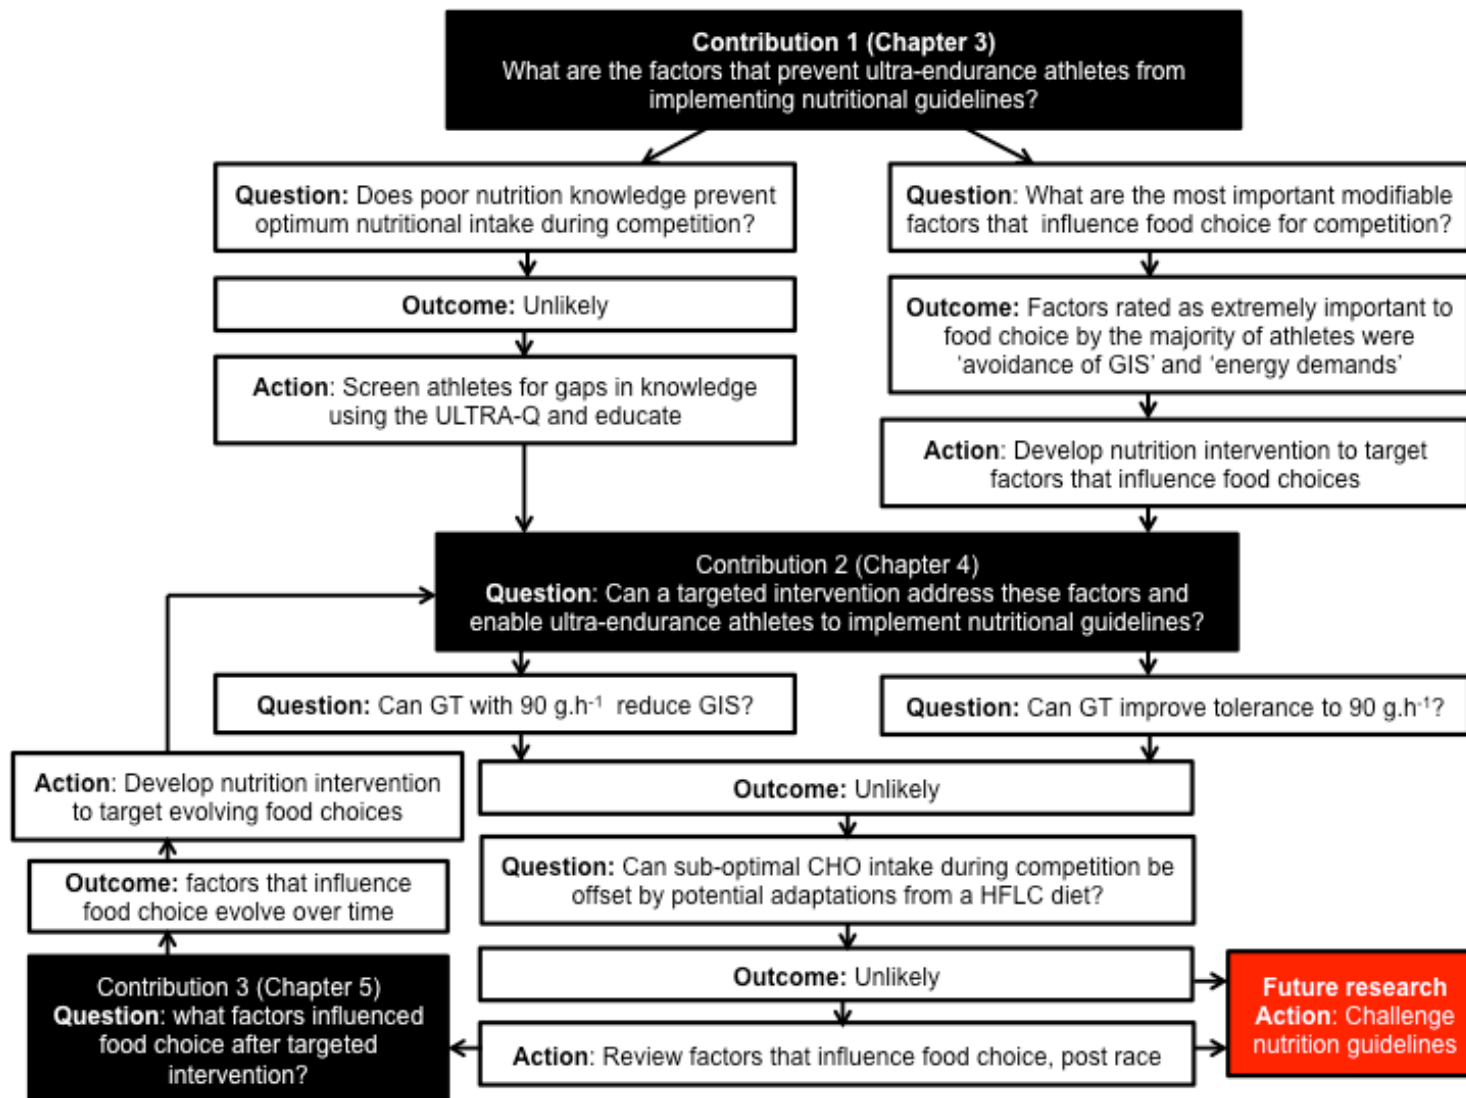 Contribution 1 (Chapter 3)
What are the factors that prevent ultra-endurance athletes from
implementing nutritional guidelines?
Question: Does poor nutrition knowledge prevent
optimum nutritional intake during competition?
Outcome: Unlikely
Action: Screen athletes for gaps in knowledge
using the ULTRA-Q and educate
Question: What are the most important modifiable
factors that influence food choice for competition?
Outcome: Factors rated as extremely important to
food choice by the majority of athletes were
‘avoidance of GIS’ and ‘energy demands’
Action: Develop nutrition intervention to target
factors that influence food choices
Contribution 2 (Chapter 4)
Question: Can a targeted intervention address these factors and
enable ultra-endurance athletes to implement nutritional guidelines?
Question: Can GT with 90 g.h⁻¹ reduce GIS?
Question: Can GT improve tolerance to 90 g.h⁻¹?
Outcome: Unlikely
Question: Can sub-optimal CHO intake during competition be
offset by potential adaptations from a HFLC diet?
Outcome: Unlikely
Action: Review factors that influence food choice, post race
Future research
Action: Challenge
nutrition guidelines
Contribution 3 (Chapter 5)
Question: what factors influenced
food choice after targeted
intervention?
Outcome: factors that influence
food choice evolve over time
Action: Develop nutrition intervention
to target evolving food choices